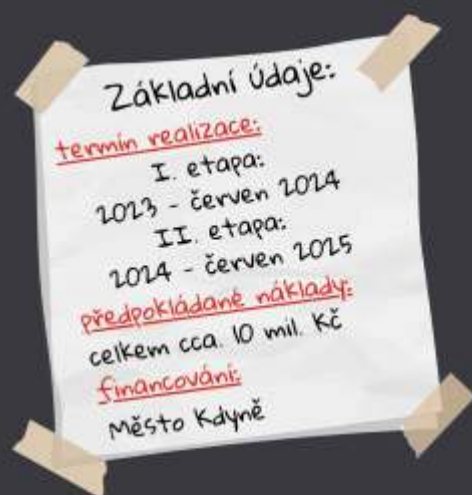 Základní údaje:
termín realizace:
I. etapa:
2023 - červen 2024
II. etapa:
2024 - červen 2025
předpokládané náklady:
celkem cca. 10 mil. Kč
financování:
Město Kdyně